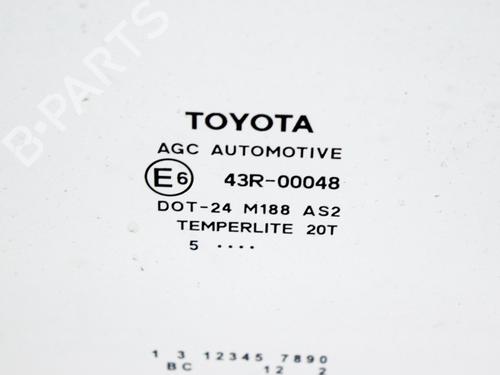 B-PARTS
TOYOTA
AGC AUTOMOTIVE
E6 43R-00048
DOT-24 M188 AS2
TEMPERLITE 20T
5 ....
1 3 12345 7890
BC 12 2